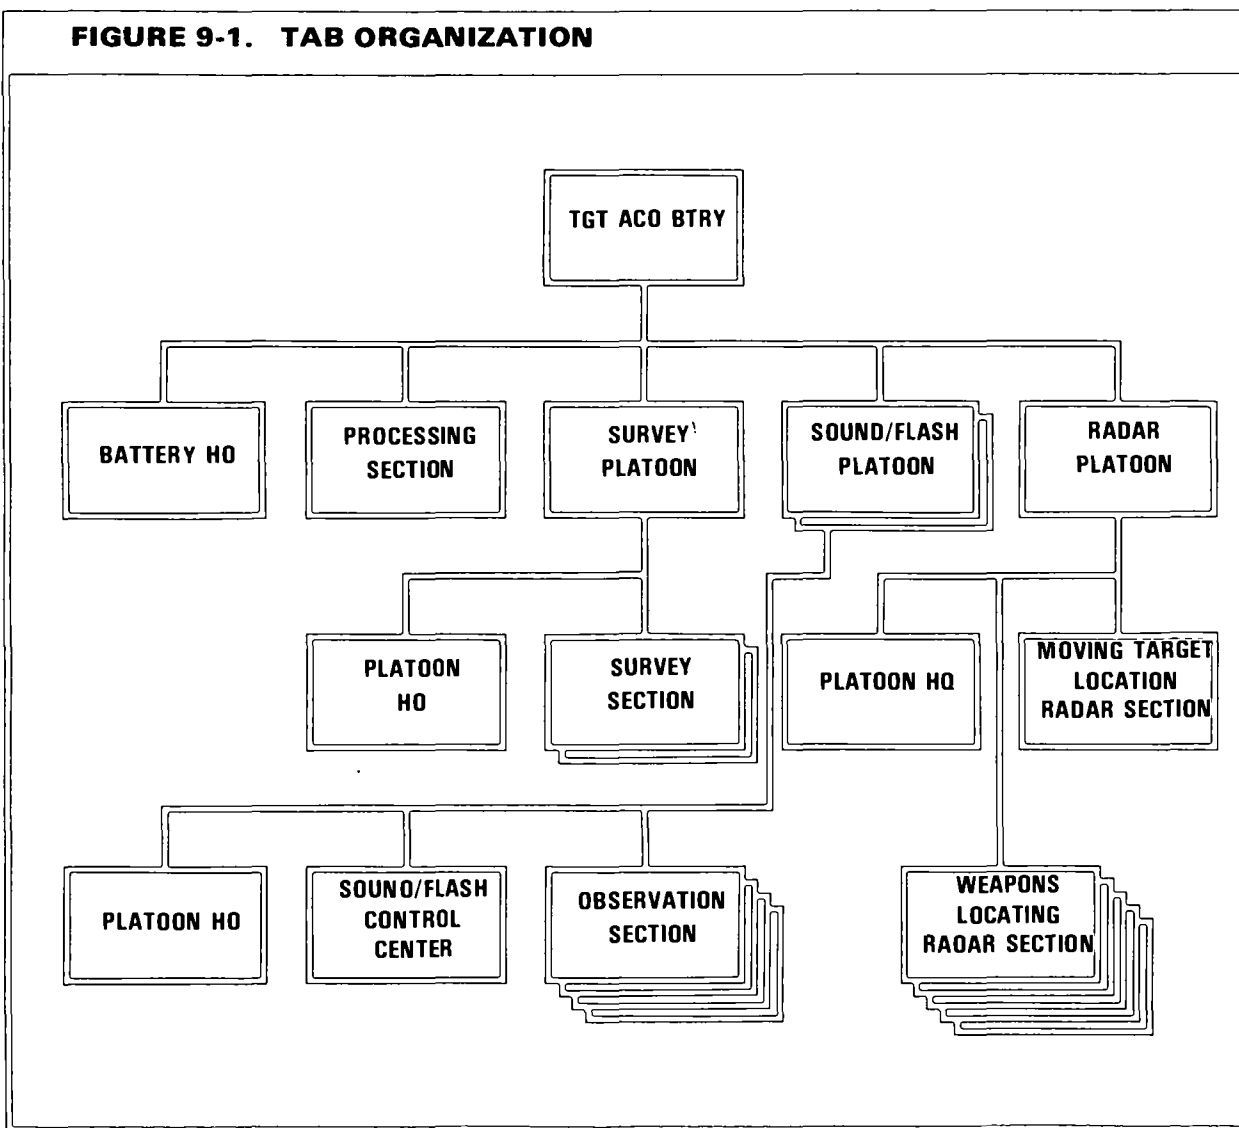 FIGURE 9-1. TAB ORGANIZATION
TGT ACO BTRY
BATTERY HO
PROCESSING
SECTION
SURVEY
PLATOON
SOUND/FLASH
PLATOON
RADAR
PLATOON
PLATOON
HO
SURVEY
SECTION
PLATOON HQ
MOVING TARGET
LOCATION
RADAR SECTION
PLATOON HO
SOUNO/FLASH
CONTROL
CENTER
OBSERVATION
SECTION
WEAPONS
LOCATING
RAOAR SECTION